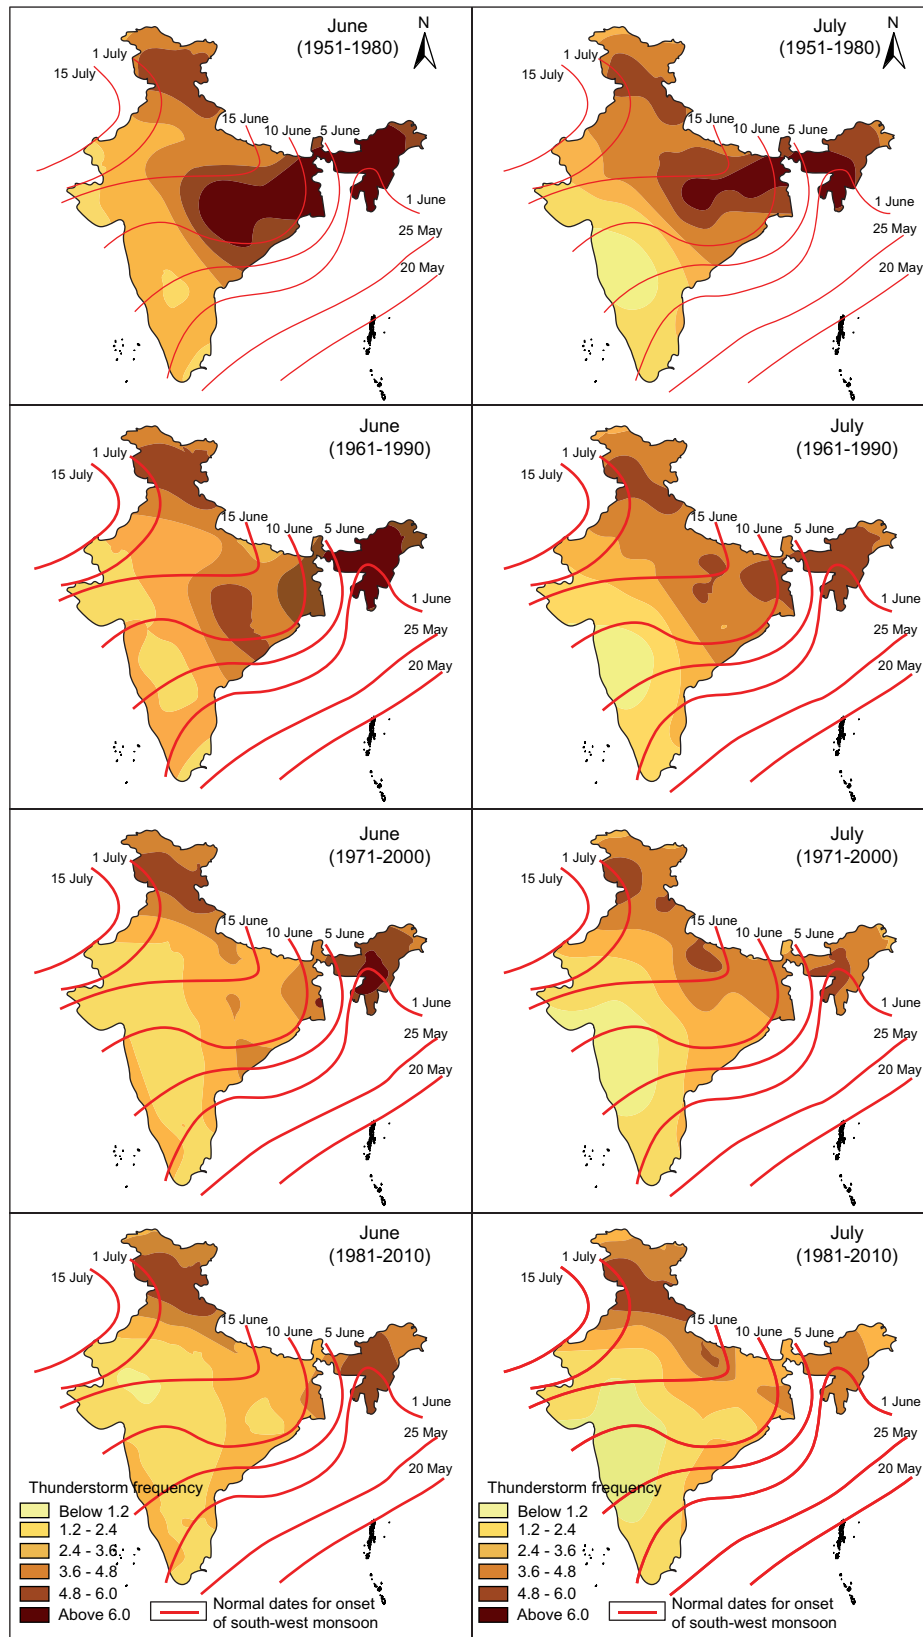 June
(1951-1980)
N
1 July
15 July
15 June
10 June
5 June
1 June
25 May
20 May
July
(1951-1980)
N
1 July
15 July
15 June
10 June
5 June
1 June
25 May
20 May
June
(1961-1990)
1 July
15 July
15 June
10 June
5 June
1 June
25 May
20 May
July
(1961-1990)
1 July
15 July
15 June
10 June
5 June
1 June
25 May
20 May
June
(1971-2000)
1 July
15 July
15 June
10 June
5 June
1 June
25 May
20 May
July
(1971-2000)
1 July
15 July
15 June
10 June
5 June
1 June
25 May
20 May
June
(1981-2010)
1 July
15 July
15 June
10 June
5 June
1 June
25 May
20 May
Thunderstorm frequency
Below 1.2
1.2 - 2.4
2.4 - 3.6
3.6 - 4.8
4.8 - 6.0
Above 6.0
Normal dates for onset
of south-west monsoon
July
(1981-2010)
1 July
15 July
15 June
10 June
5 June
1 June
25 May
20 May
Thunderstorm frequency
Below 1.2
1.2 - 2.4
2.4 - 3.6
3.6 - 4.8
4.8 - 6.0
Above 6.0
Normal dates for onset
of south-west monsoon